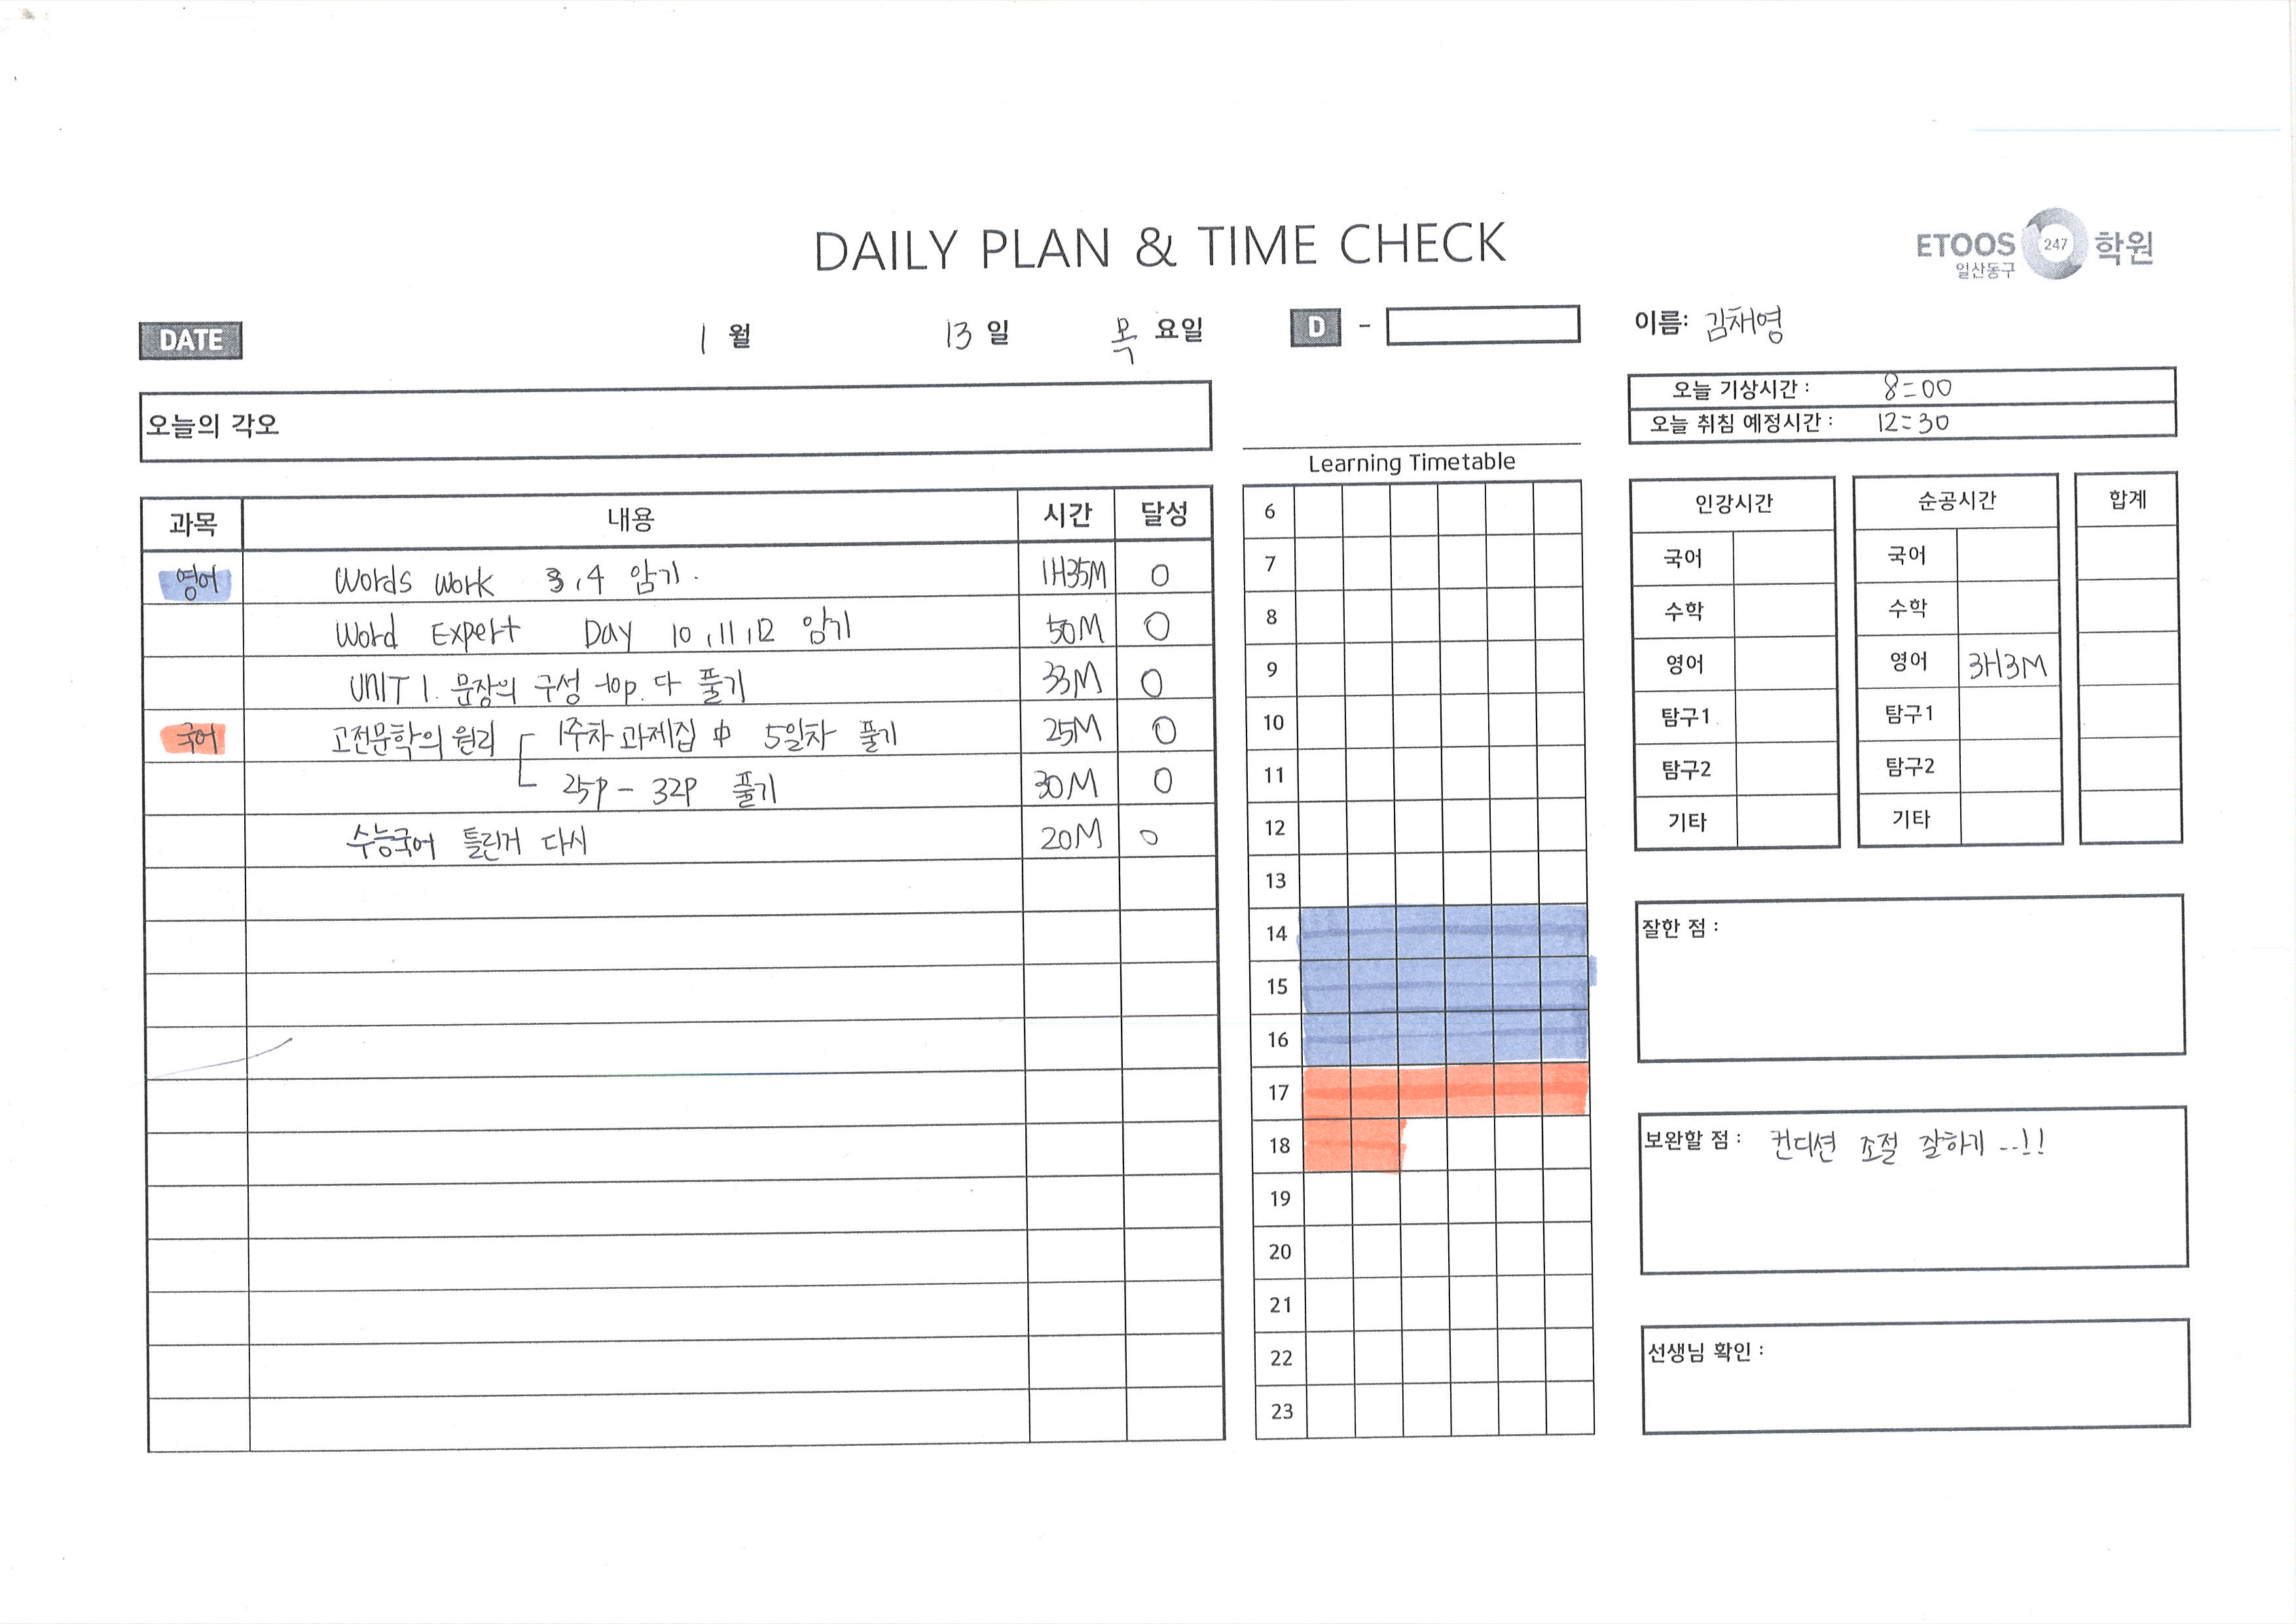 DAILY PLAN & TIME CHECK
ETOOS 247 학원
일산동구
DATE 1 월 13 일 목 요일 D - 이름: 김채영
오늘의 각오
오늘 기상시간 : 8:00
오늘 취침 예정시간 : 12:30
과목 내용 시간 달성
영어 Words work 3, 4 암기. 1H35M O
Word Expert Day 10, 11, 12 암기 50M O
UNIT 1. 문장의 구성 다 풀기 33M O
국어 고전문학의 원리 1주차 과제집 中 5일차 풀기 25M O
25p - 32p 풀기 30M O
수능국어 틀린거 다시 20M O
Learning Timetable
6
7
8
9
10
11
12
13
14
15
16
17
18
19
20
21
22
23
인강시간 순공시간 합계
국어 국어
수학 수학
영어 영어 3H3M
탐구1 탐구1
탐구2 탐구2
기타 기타
잘한 점 :
보완할 점 : 컨디션 조절 잘하기 ..!!
선생님 확인 :